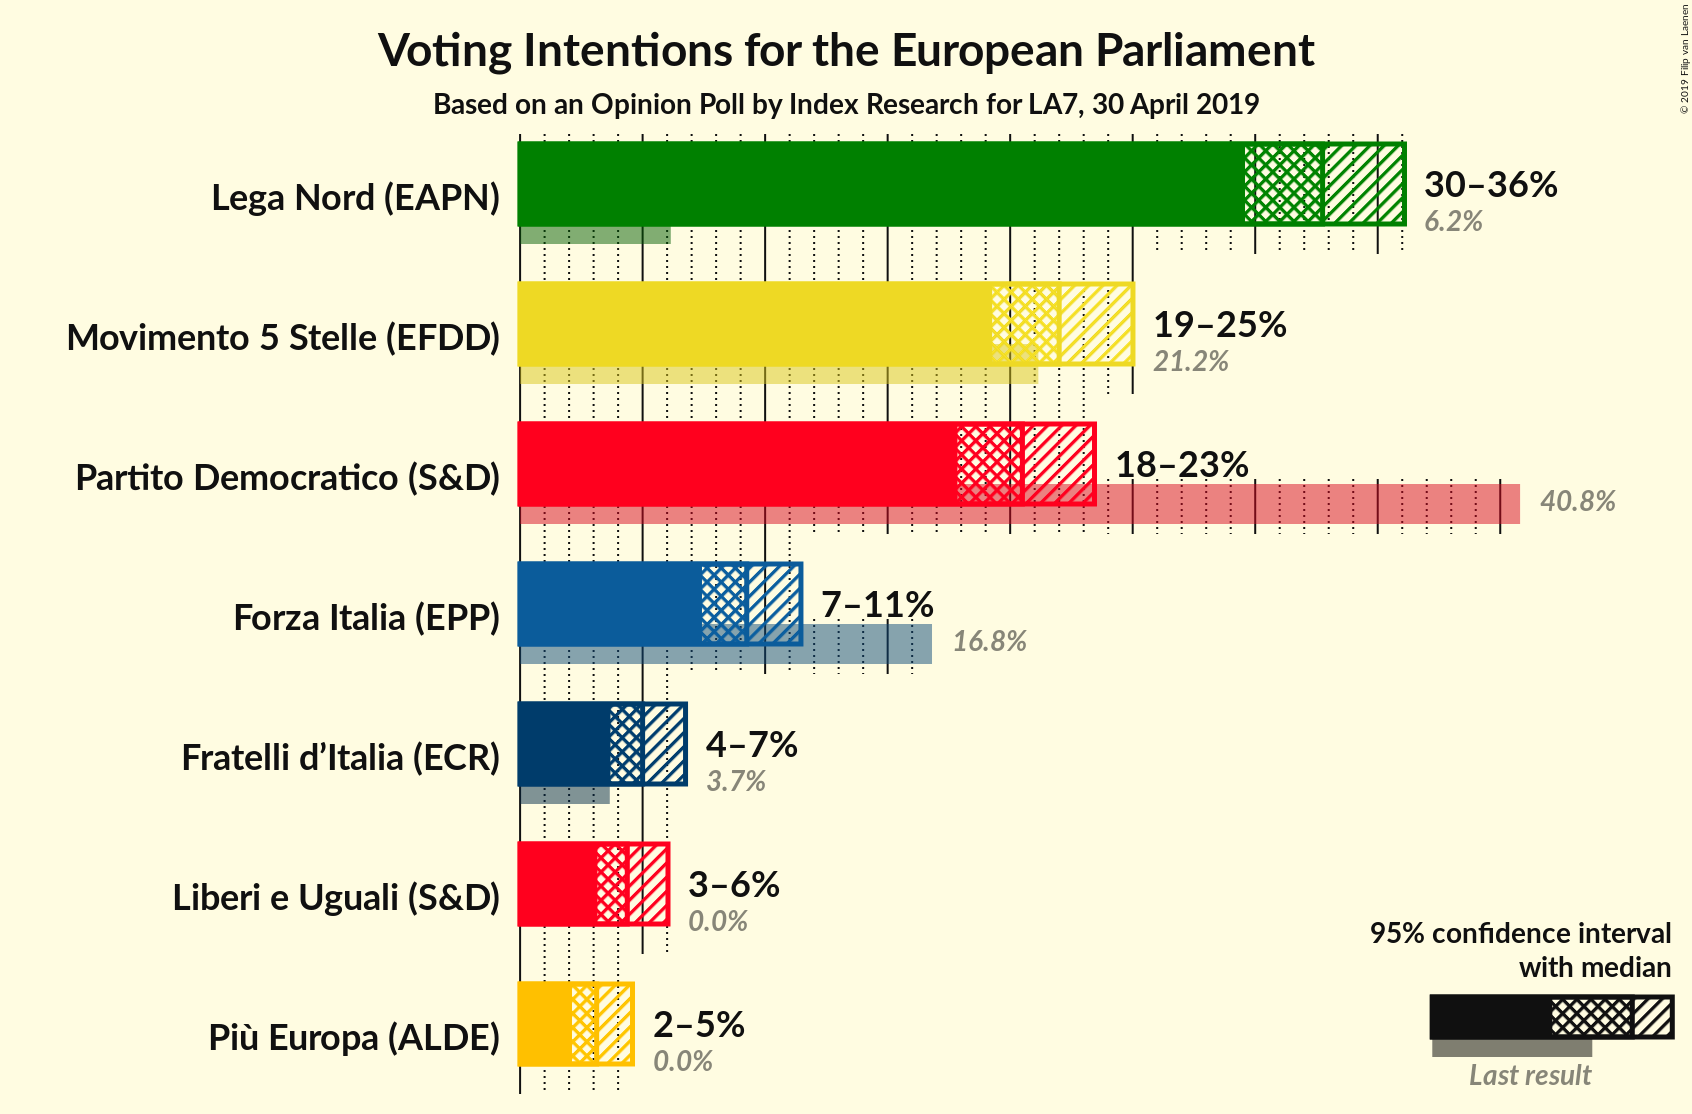 Voting Intentions for the European Parliament
Based on an Opinion Poll by Index Research for LA7, 30 April 2019
© 2019 Filip van Laenen
Lega Nord (EAPN)
30–36%
6.2%
Movimento 5 Stelle (EFDD)
19–25%
21.2%
Partito Democratico (S&D)
18–23%
40.8%
Forza Italia (EPP)
7–11%
16.8%
Fratelli d’Italia (ECR)
4–7%
3.7%
Liberi e Uguali (S&D)
3–6%
0.0%
Più Europa (ALDE)
2–5%
0.0%
95% confidence interval
with median
Last result